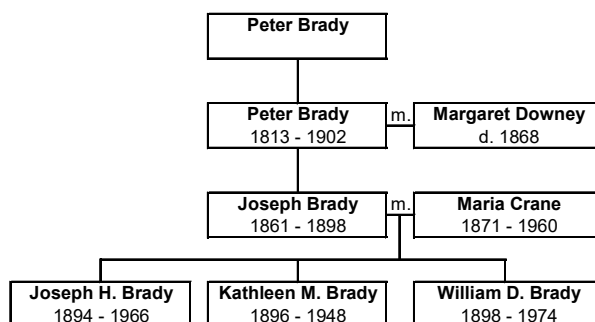 Peter Brady
Peter Brady
1813 - 1902
m.
Margaret Downey
d. 1868
Joseph Brady
1861 - 1898
m.
Maria Crane
1871 - 1960
Joseph H. Brady
1894 - 1966
Kathleen M. Brady
1896 - 1948
William D. Brady
1898 - 1974